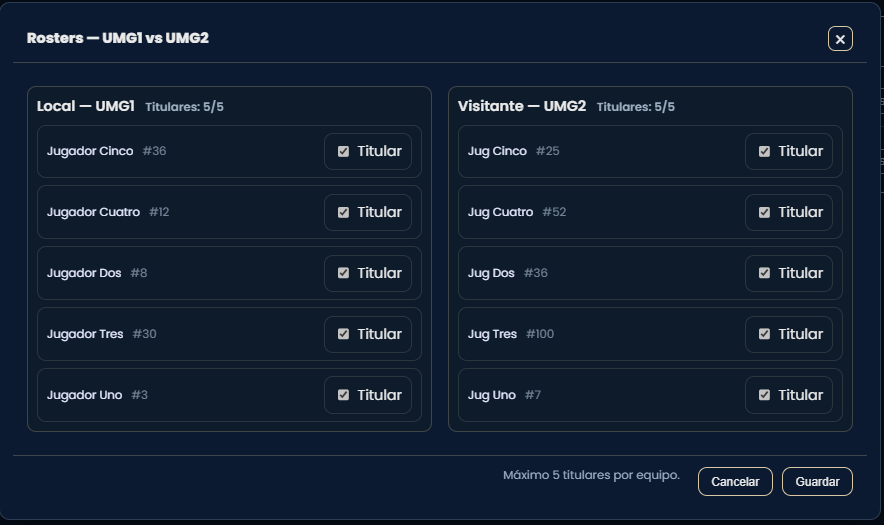 Rosters — UMG1 vs UMG2
Local — UMG1 Titulares: 5/5
Jugador Cinco #36 Titular
Jugador Cuatro #12 Titular
Jugador Dos #8 Titular
Jugador Tres #30 Titular
Jugador Uno #3 Titular
Visitante — UMG2 Titulares: 5/5
Jug Cinco #25 Titular
Jug Cuatro #52 Titular
Jug Dos #36 Titular
Jug Tres #100 Titular
Jug Uno #7 Titular
Máximo 5 titulares por equipo.
Cancelar
Guardar